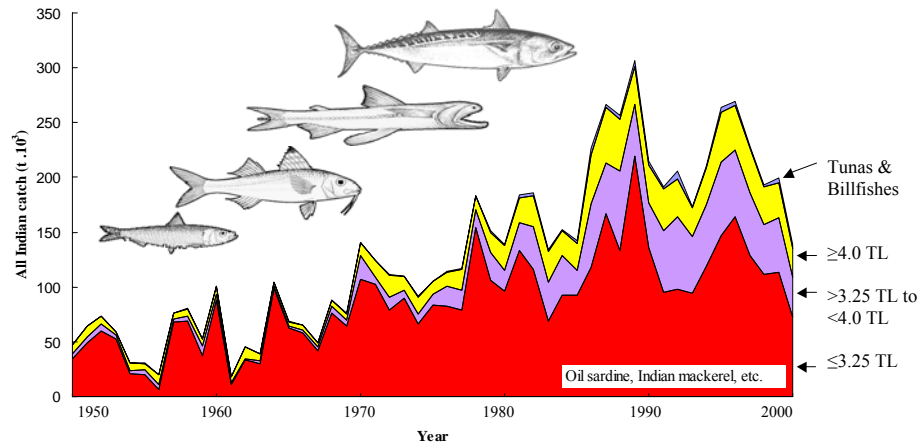 350
300
250
200
150
100
50
0
All Indian catch (t .10³)
Tunas &
Billfishes
≥4.0 TL
>3.25 TL to
<4.0 TL
≤3.25 TL
Oil sardine, Indian mackerel, etc.
1950 1960 1970 1980 1990 2000
Year